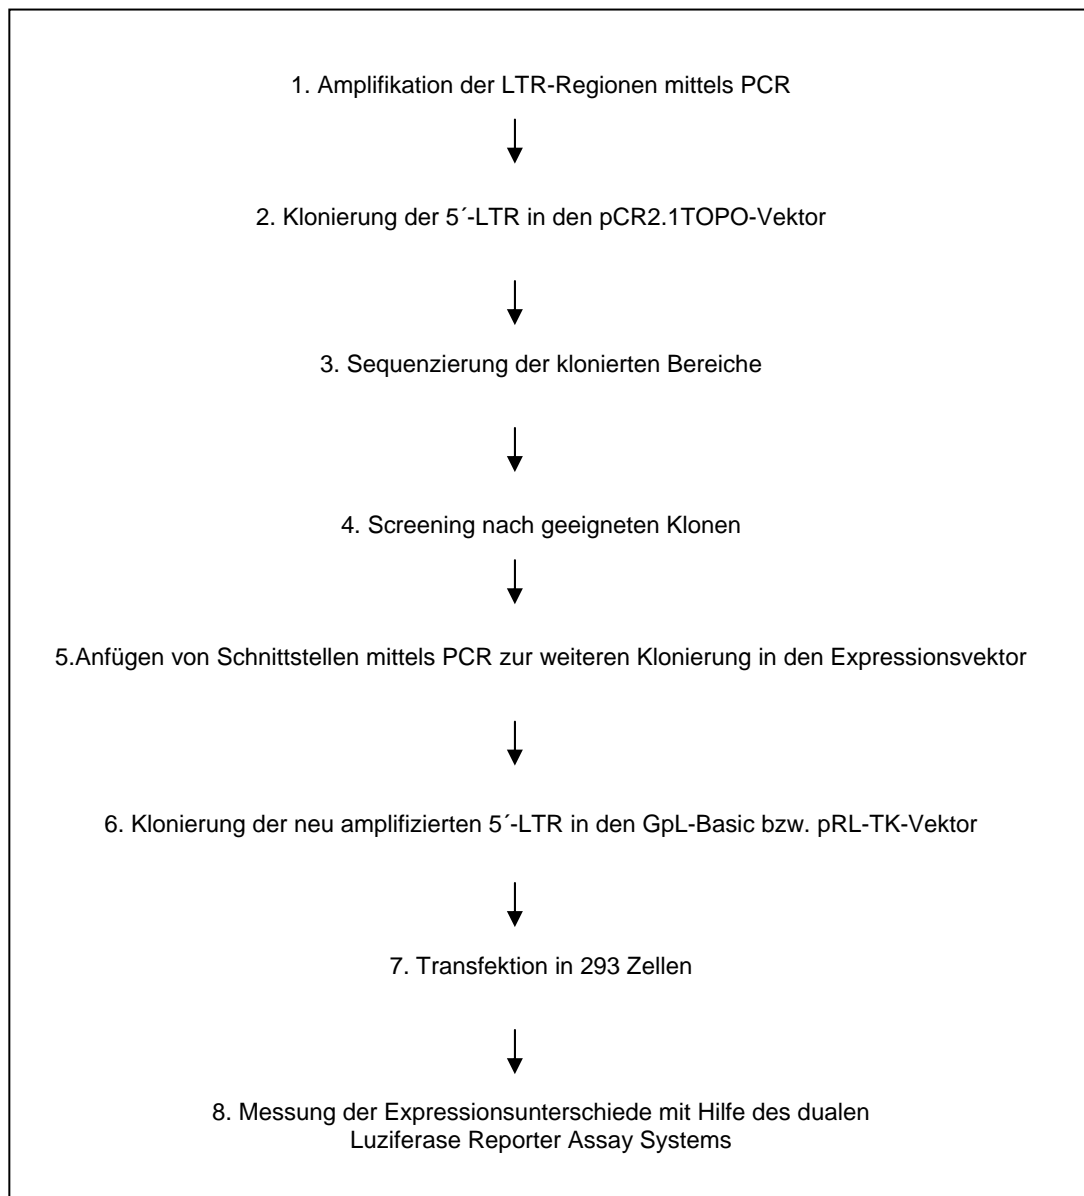 1. Amplifikation der LTR-Regionen mittels PCR
2. Klonierung der 5´-LTR in den pCR2.1TOPO-Vektor
3. Sequenzierung der klonierten Bereiche
4. Screening nach geeigneten Klonen
5.Anfügen von Schnittstellen mittels PCR zur weiteren Klonierung in den Expressionsvektor
6. Klonierung der neu amplifizierten 5´-LTR in den GpL-Basic bzw. pRL-TK-Vektor
7. Transfektion in 293 Zellen
8. Messung der Expressionsunterschiede mit Hilfe des dualen
Luziferase Reporter Assay Systems